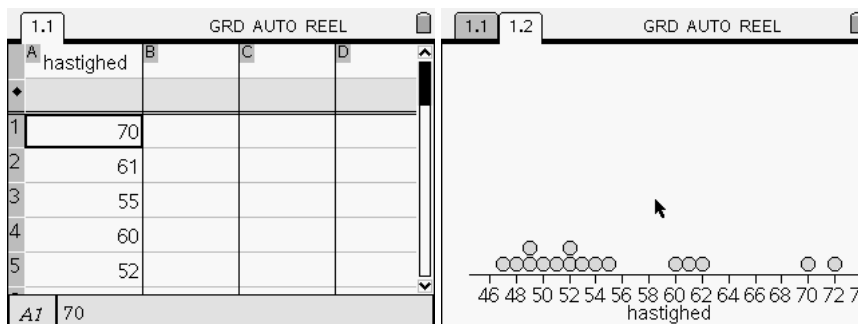 1.1 GRD AUTO REEL
A hastighed B C D
◆
1 70
2 61
3 55
4 60
5 52
A1 70
1.1 1.2 GRD AUTO REEL
46 48 50 52 54 56 58 60 62 64 66 68 70 72 7
hastighed